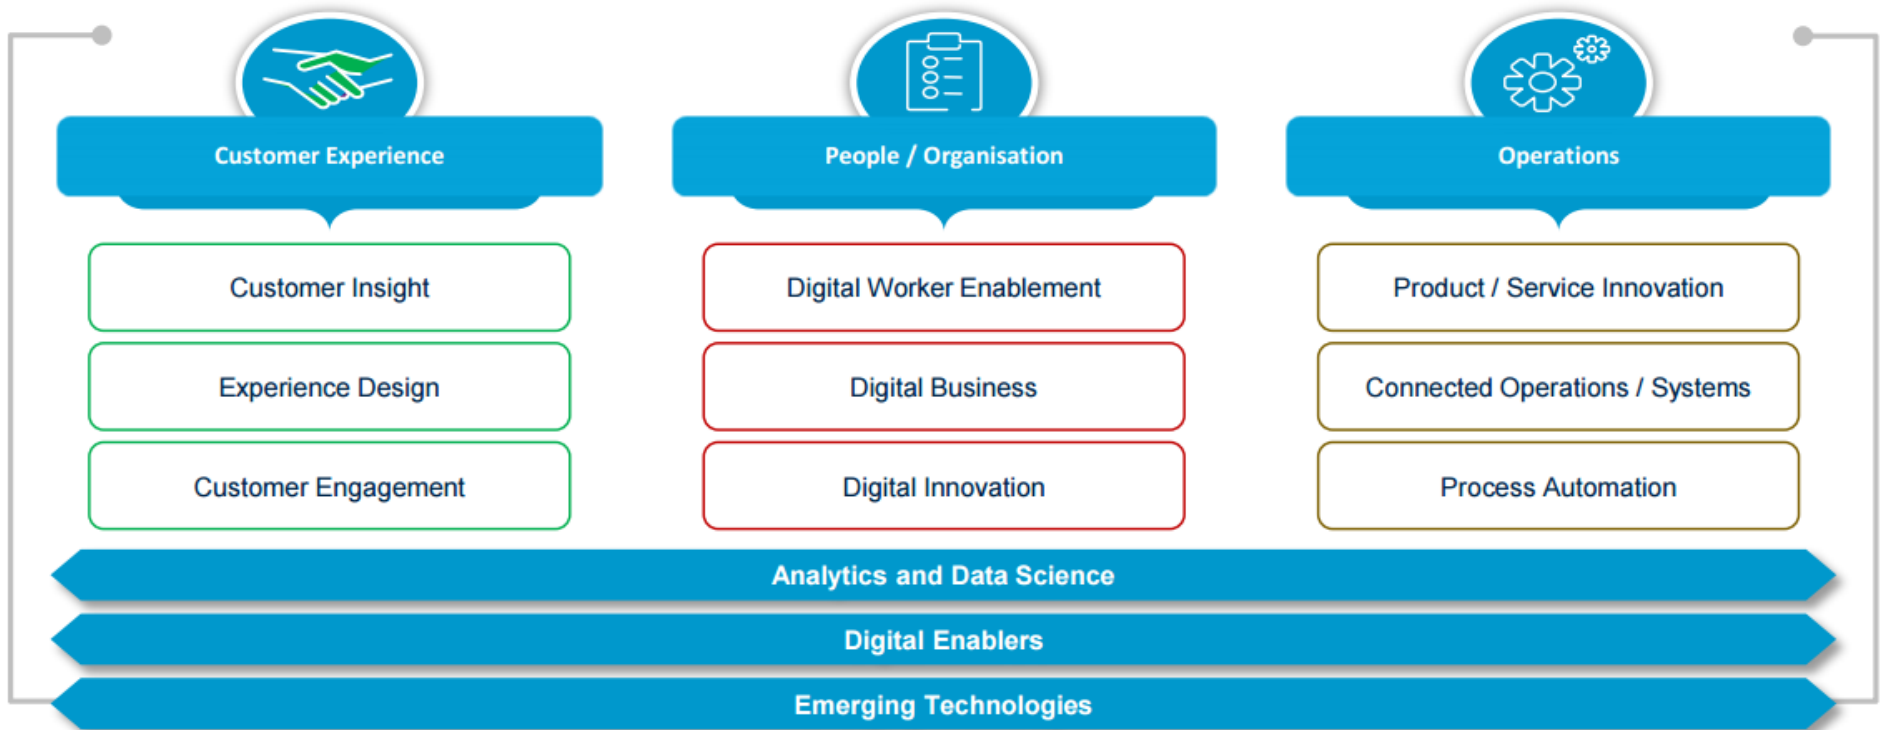 Customer Experience
People / Organisation
Operations
Customer Insight
Digital Worker Enablement
Product / Service Innovation
Experience Design
Digital Business
Connected Operations / Systems
Customer Engagement
Digital Innovation
Process Automation
Analytics and Data Science
Digital Enablers
Emerging Technologies